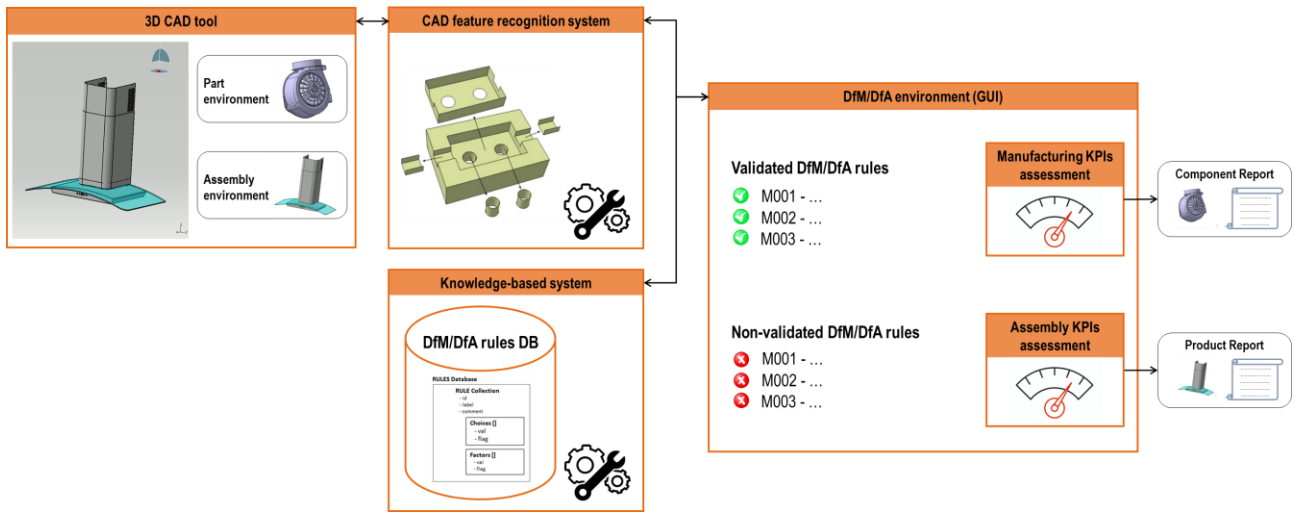 3D CAD tool
Part
environment
Assembly
environment
CAD feature recognition system
Knowledge-based system
DfM/DfA rules DB
RULES Database
RULE Collection
- id
- label
- comment
Choices []
- val
- flag
Factors []
- val
- flag
DfM/DfA environment (GUI)
Validated DfM/DfA rules
M001 - ...
M002 - ...
M003 - ...
Non-validated DfM/DfA rules
M001 - ...
M002 - ...
M003 - ...
Manufacturing KPIs
assessment
Assembly KPIs
assessment
Component Report
Product Report